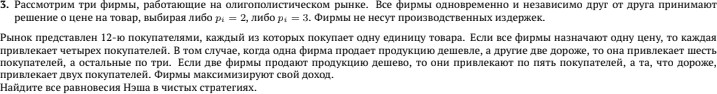 3. Рассмотрим три фирмы, работающие на олигополистическом рынке. Все фирмы одновременно и независимо друг от друга принимают
решение о цене на товар, выбирая либо pᵢ = 2, либо pᵢ = 3. Фирмы не несут производственных издержек.
Рынок представлен 12-ю покупателями, каждый из которых покупает одну единицу товара. Если все фирмы назначают одну цену, то каждая
привлекает четырех покупателей. В том случае, когда одна фирма продает продукцию дешевле, а другие две дороже, то она привлекает шесть
покупателей, а остальные по три. Если две фирмы продают продукцию дешево, то они привлекают по пять покупателей, а та, что дороже,
привлекает двух покупателей. Фирмы максимизируют свой доход.
Найдите все равновесия Нэша в чистых стратегиях.